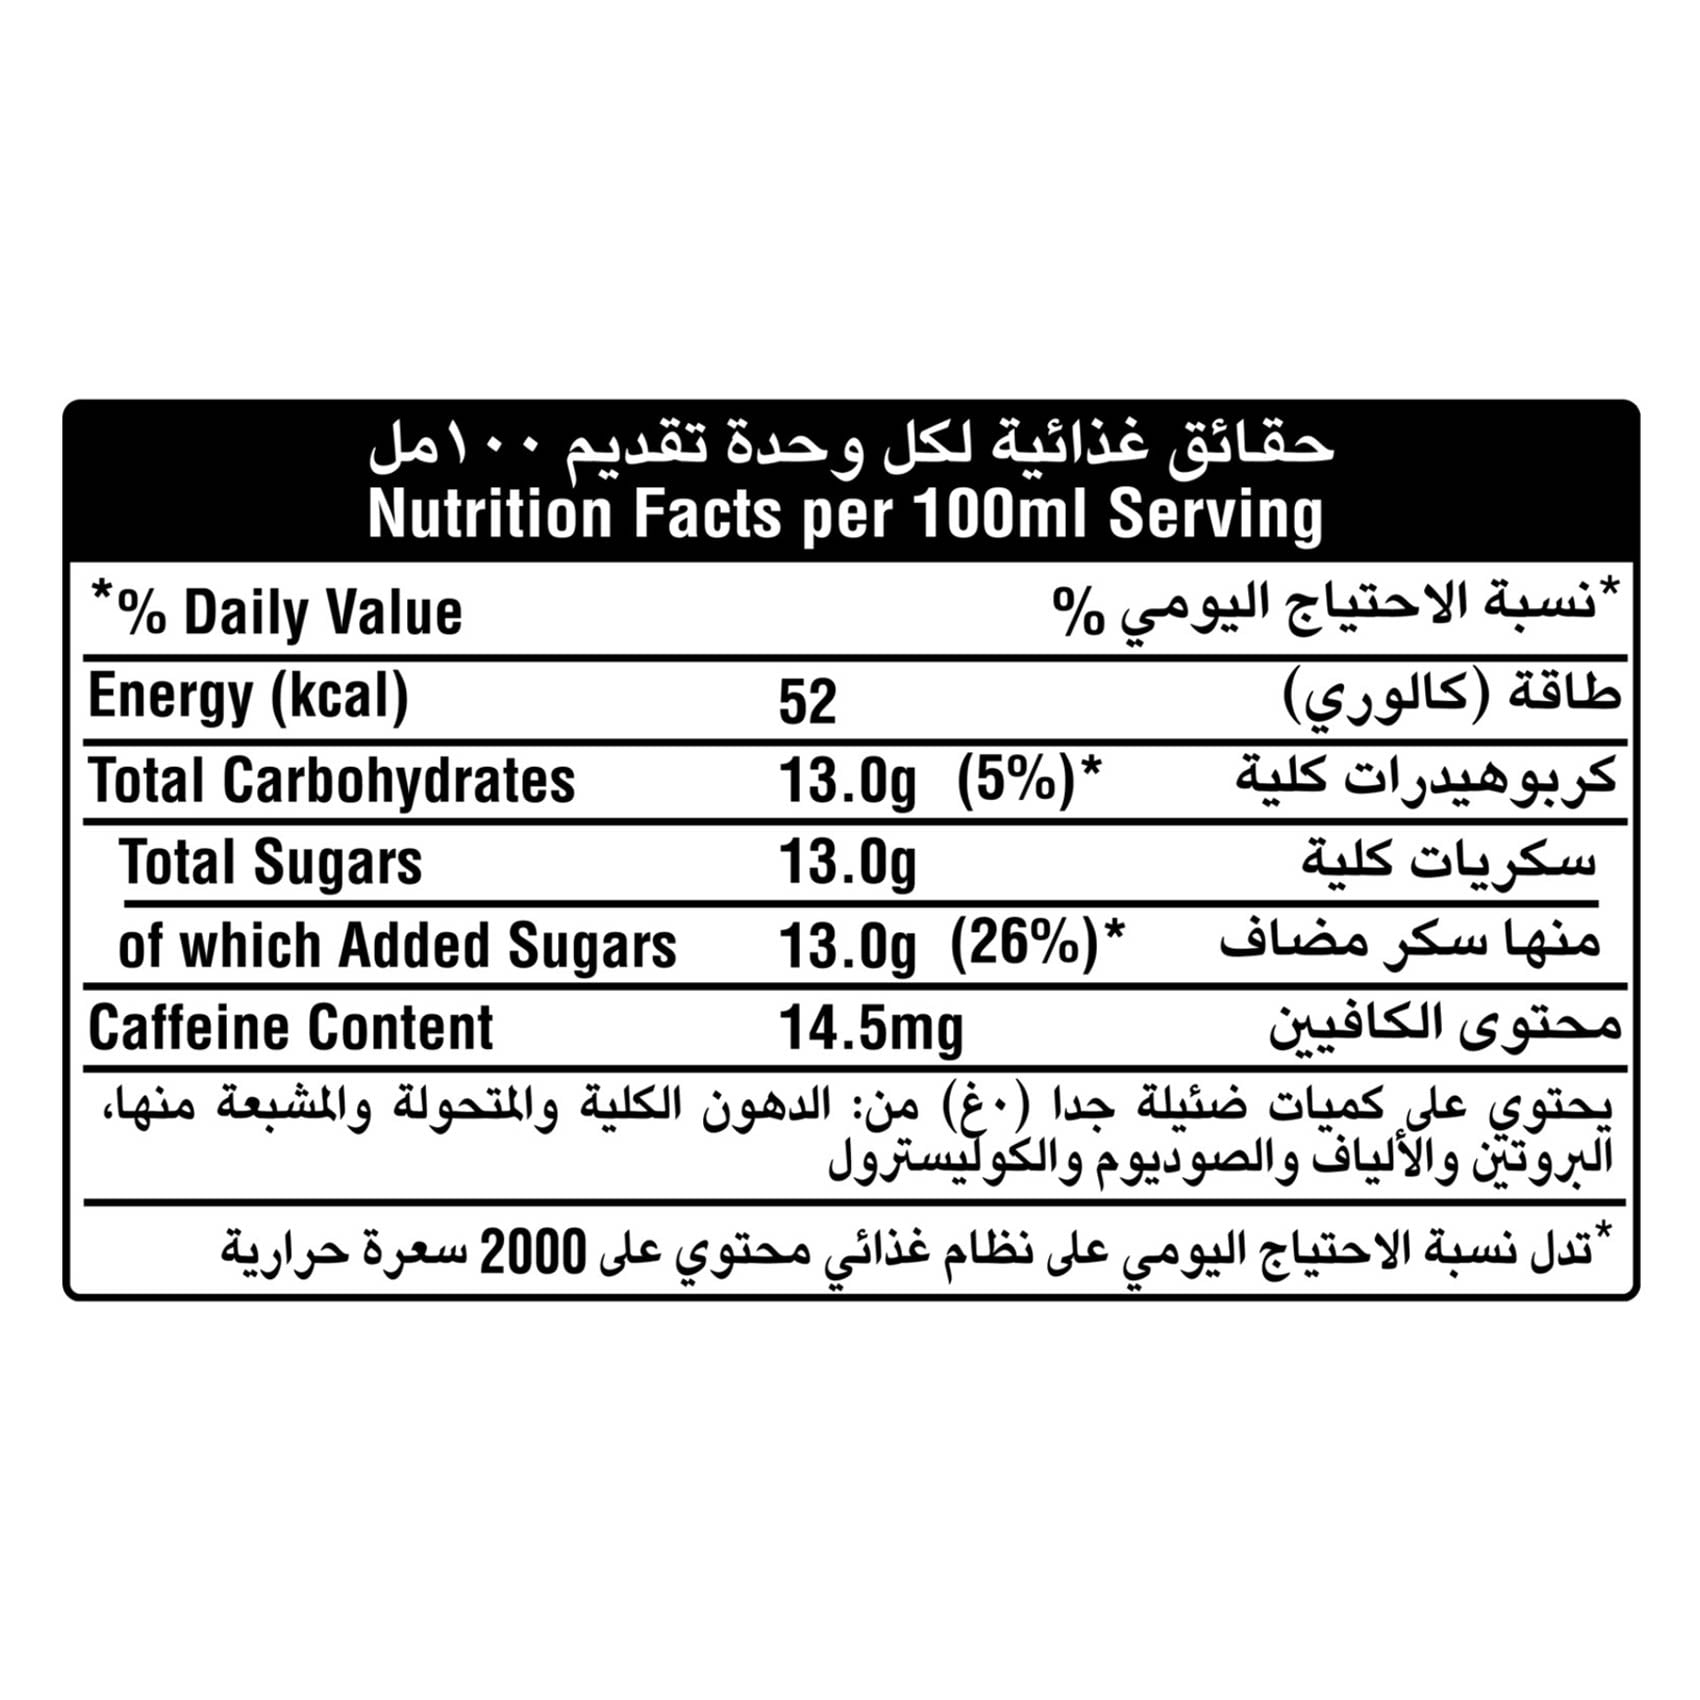 حقائق غذائية لكل وحدة تقديم ١٠٠مل
Nutrition Facts per 100ml Serving
*% Daily Value *نسبة الاحتياج اليومي %
Energy (kcal) 52 طاقة (كالوري)
Total Carbohydrates 13.0g (5%)* كربوهيدرات كلية
Total Sugars 13.0g سكريات كلية
of which Added Sugars 13.0g (26%)* منها سكر مضاف
Caffeine Content 14.5mg محتوى الكافيين
يحتوي على كميات ضئيلة جدا (٠غ) من: الدهون الكلية والمتحولة والمشبعة منها،
البروتين والألياف والصوديوم والكوليسترول
*تدل نسبة الاحتياج اليومي على نظام غذائي محتوي على 2000 سعرة حرارية